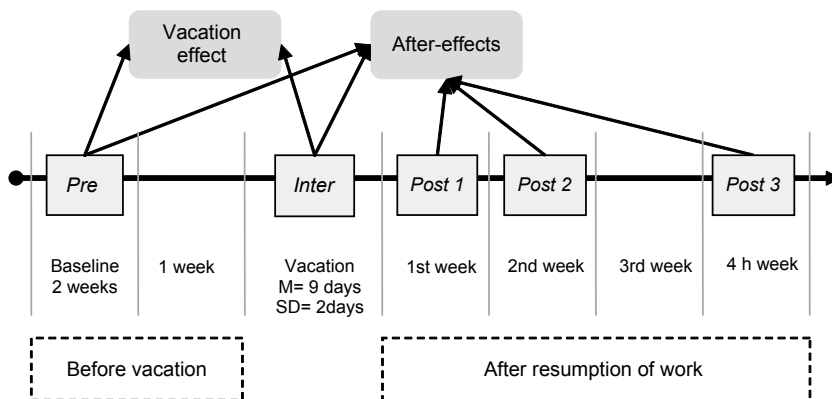 Vacation
effect
After-effects
Pre
Inter
Post 1
Post 2
Post 3
Baseline
2 weeks
1 week
Vacation
M= 9 days
SD= 2days
1st week
2nd week
3rd week
4 h week
Before vacation
After resumption of work